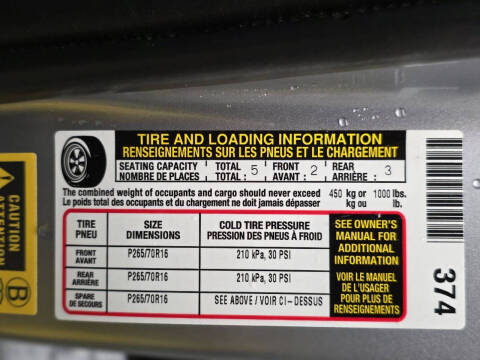 TIRE AND LOADING INFORMATION
RENSEIGNEMENTS SUR LES PNEUS ET LE CHARGEMENT
SEATING CAPACITY TOTAL 5 FRONT 2 REAR 3
NOMBRE DE PLACES TOTAL : AVANT : ARRIÈRE :
The combined weight of occupants and cargo should never exceed 450 kg or 1000 lbs.
Le poids total des occupants et du chargement ne doit jamais dépasser kg ou lb.
TIRE SIZE COLD TIRE PRESSURE
PNEU DIMENSIONS PRESSION DES PNEUS À FROID
FRONT
AVANT P265/70R16 210 kPa, 30 PSI
REAR
ARRIÈRE P265/70R16 210 kPa, 30 PSI
SPARE
DE SECOURS P265/70R16 SEE ABOVE / VOIR CI-DESSUS
SEE OWNER'S
MANUAL FOR
ADDITIONAL
INFORMATION
VOIR LE MANUEL
DE L'USAGER
POUR PLUS DE
RENSEIGNEMENTS
374
CAUTION
ATTENTION
B